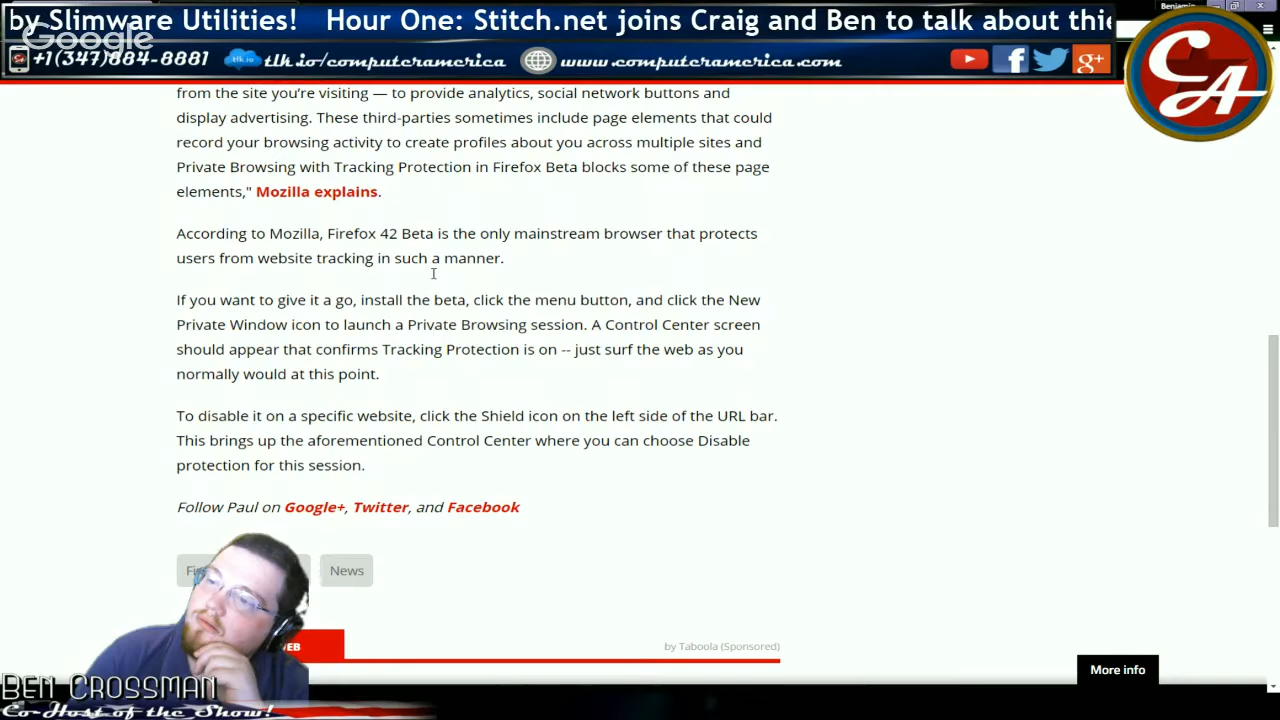 Benjamin
by Slimware Utilities! Hour One: Stitch.net joins Craig and Ben to talk about thie
Google
+1(347)884-8881 tlk.io/computeramerica www.computeramerica.com
CA
from the site you're visiting — to provide analytics, social network buttons and
display advertising. These third-parties sometimes include page elements that could
record your browsing activity to create profiles about you across multiple sites and
Private Browsing with Tracking Protection in Firefox Beta blocks some of these page
elements," Mozilla explains.
According to Mozilla, Firefox 42 Beta is the only mainstream browser that protects
users from website tracking in such a manner.
If you want to give it a go, install the beta, click the menu button, and click the New
Private Window icon to launch a Private Browsing session. A Control Center screen
should appear that confirms Tracking Protection is on -- just surf the web as you
normally would at this point.
To disable it on a specific website, click the Shield icon on the left side of the URL bar.
This brings up the aforementioned Control Center where you can choose Disable
protection for this session.
Follow Paul on Google+, Twitter, and Facebook
News
EB
by Taboola (Sponsored)
More info
Ben Crossman
Co-Host of the Show!